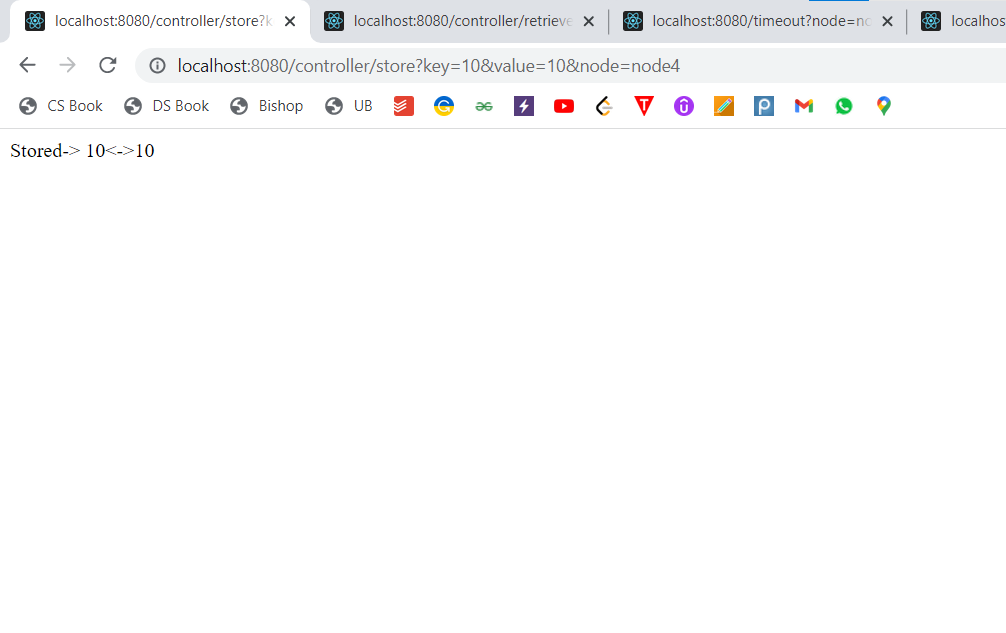 localhost:8080/controller/store?k localhost:8080/controller/retrieve localhost:8080/timeout?node=no localhos
localhost:8080/controller/store?key=10&value=10&node=node4
CS Book DS Book Bishop UB
Stored-> 10<->10